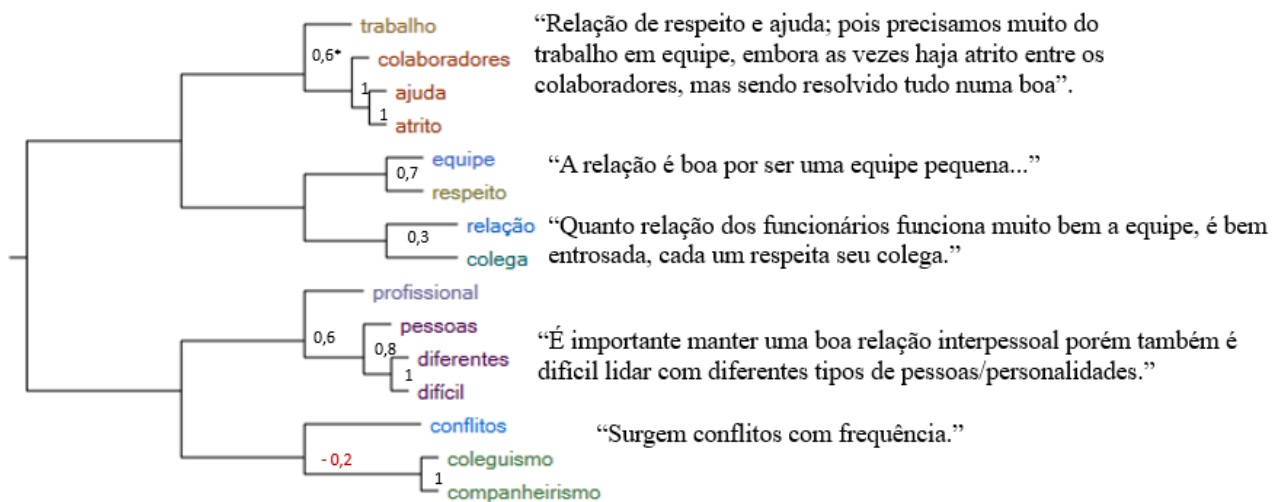 trabalho
0,6*
colaboradores
1
ajuda
1
atrito
“Relação de respeito e ajuda; pois precisamos muito do
trabalho em equipe, embora as vezes haja atrito entre os
colaboradores, mas sendo resolvido tudo numa boa”.
equipe
0,7
respeito
“A relação é boa por ser uma equipe pequena...”
relação
0,3
colega
“Quanto relação dos funcionários funciona muito bem a equipe, é bem
entrosada, cada um respeita seu colega.”
profissional
0,6
pessoas
0,8
diferentes
1
difícil
“É importante manter uma boa relação interpessoal porém também é
dificil lidar com diferentes tipos de pessoas/personalidades.”
conflitos
“Surgem conflitos com frequência.”
- 0,2
coleguismo
1
companheirismo